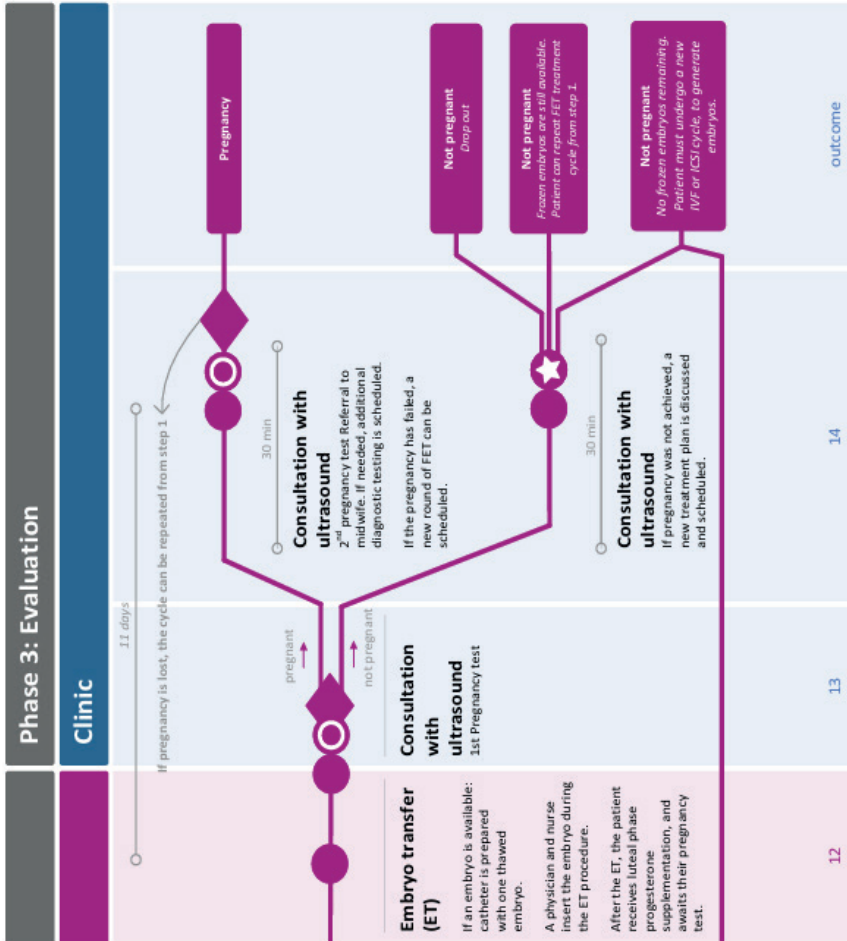 Phase 3: Evaluation
Clinic
11 days
If pregnancy is lost, the cycle can be repeated from step 1
Embryo transfer
(ET)
If an embryo is available:
catheter is prepared
with one thawed
embryo.
A physician and nurse
insert the embryo during
the ET procedure.
After the ET, the patient
receives luteal phase
progesterone
supplementation, and
awaits their pregnancy
test.
12
pregnant
not pregnant
Consultation
with
ultrasound
1st Pregnancy test
13
30 min
Consultation with
ultrasound
2nd pregnancy test Referral to
midwife. If needed, additional
diagnostic testing is scheduled.
If the pregnancy has failed, a
new round of FET can be
scheduled.
30 min
Consultation with
ultrasound
If pregnancy was not achieved, a
new treatment plan is discussed
and scheduled.
14
Pregnancy
Not pregnant
Drop out
Not pregnant
Frozen embryos are still available.
Patient can repeat FET treatment
cycle from step 1.
Not pregnant
No frozen embryos remaining.
Patient must undergo a new
IVF or ICSI cycle, to generate
embryos.
outcome